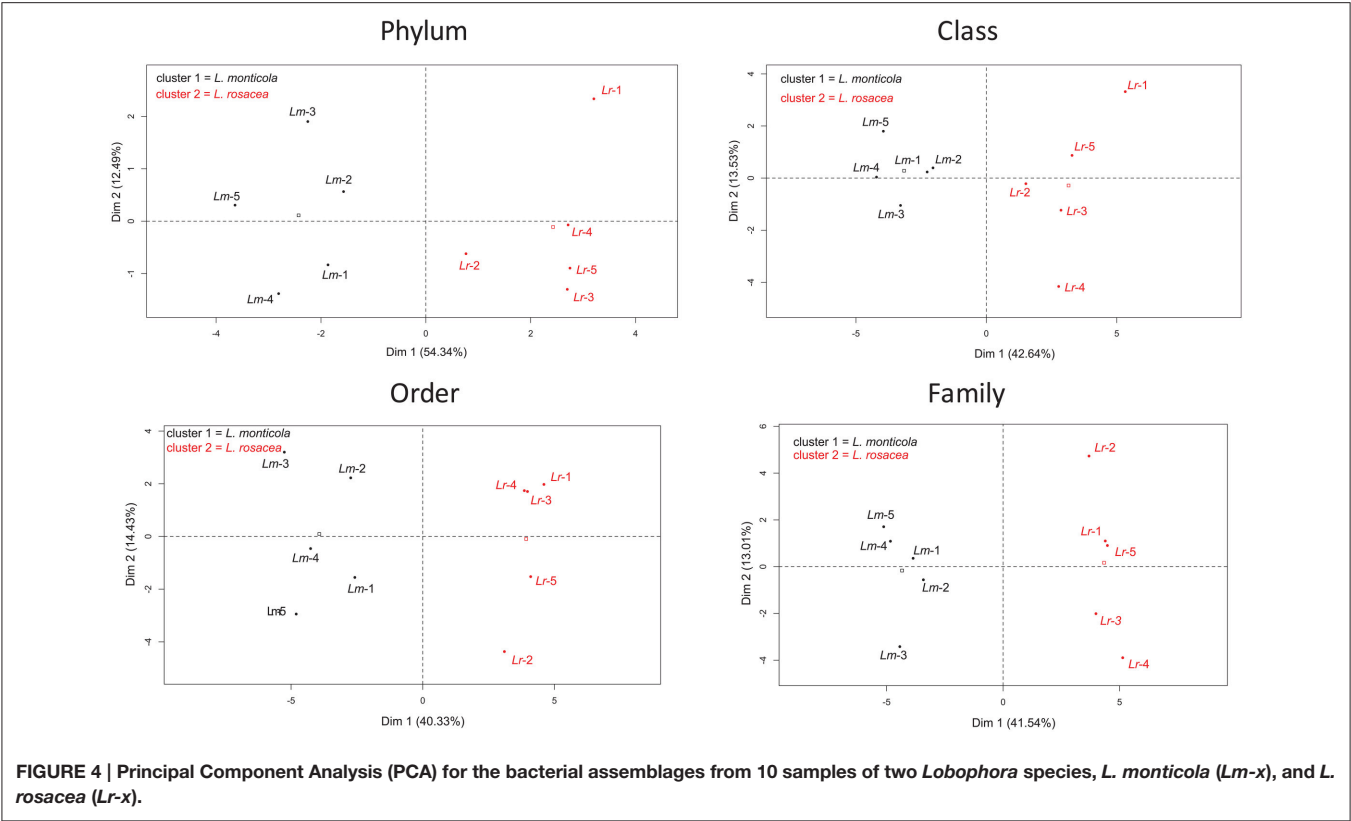 Phylum
cluster 1 = L. monticola
cluster 2 = L. rosacea
Lr-1
Lm-3
Lm-2
Lm-5
Lr-4
Lr-2
Lr-5
Lm-1
Lr-3
Lm-4
2
1
0
-1
Dim 2 (12.49%)
-4 -2 0 2 4
Dim 1 (54.34%)
Class
cluster 1 = L. monticola
cluster 2 = L. rosacea
Lr-1
Lm-5
Lr-5
Lm-1 Lm-2
Lm-4
Lr-2
Lm-3
Lr-3
Lr-4
4
2
0
-2
-4
Dim 2 (13.53%)
-5 0 5
Dim 1 (42.64%)
Order
cluster 1 = L. monticola
cluster 2 = L. rosacea
Lm-3
Lm-2
Lr-1
Lr-4
Lr-3
Lm-4
Lr-5
Lm-1
Lm-5
Lr-2
4
2
0
-2
-4
Dim 2 (14.43%)
-5 0 5
Dim 1 (40.33%)
Family
cluster 1 = L. monticola
cluster 2 = L. rosacea
Lr-2
Lm-5
Lr-1
Lm-4
Lm-1
Lr-5
Lm-2
Lr-3
Lm-3
Lr-4
6
4
2
0
-2
-4
Dim 2 (13.01%)
-5 0 5
Dim 1 (41.54%)
FIGURE 4 | Principal Component Analysis (PCA) for the bacterial assemblages from 10 samples of two Lobophora species, L. monticola (Lm-x), and L.
rosacea (Lr-x).